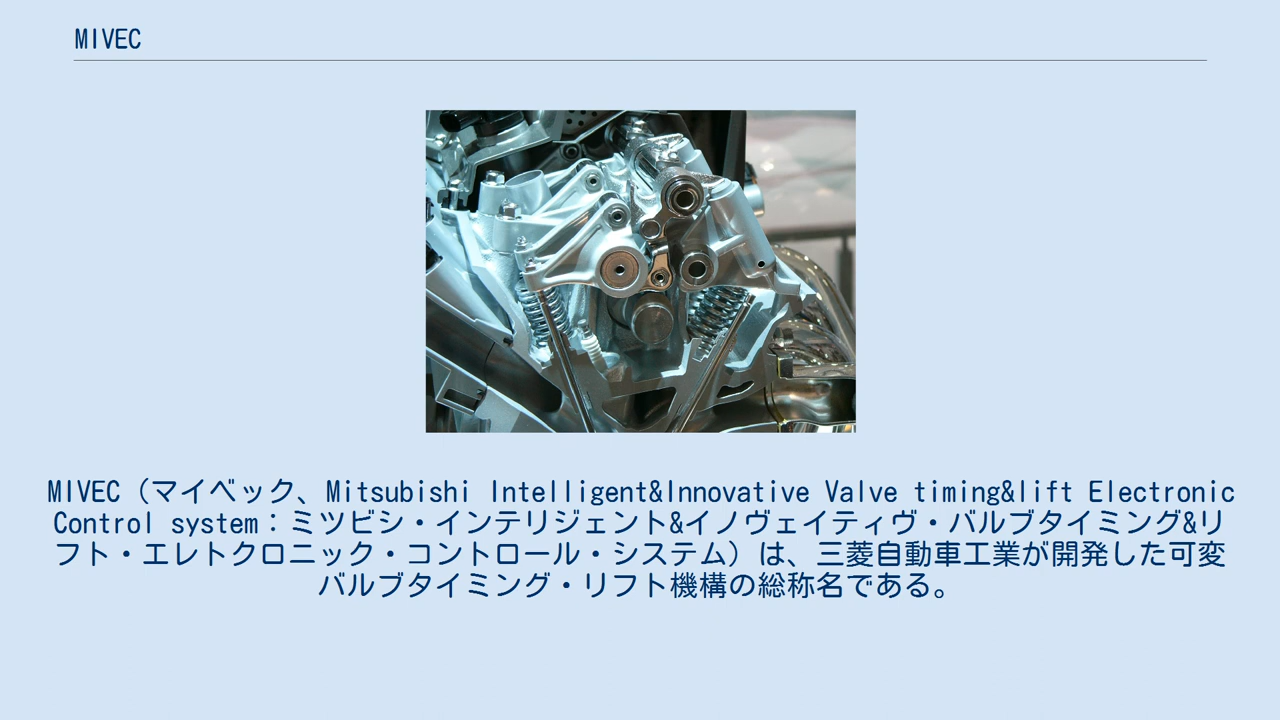 MIVEC
MIVEC（マイベック、Mitsubishi Intelligent&Innovative Valve timing&lift Electronic
Control system：ミツビシ・インテリジェント&イノヴェイティヴ・バルブタイミング&リ
フト・エレトクロニック・コントロール・システム）は、三菱自動車工業が開発した可変
バルブタイミング・リフト機構の総称名である。